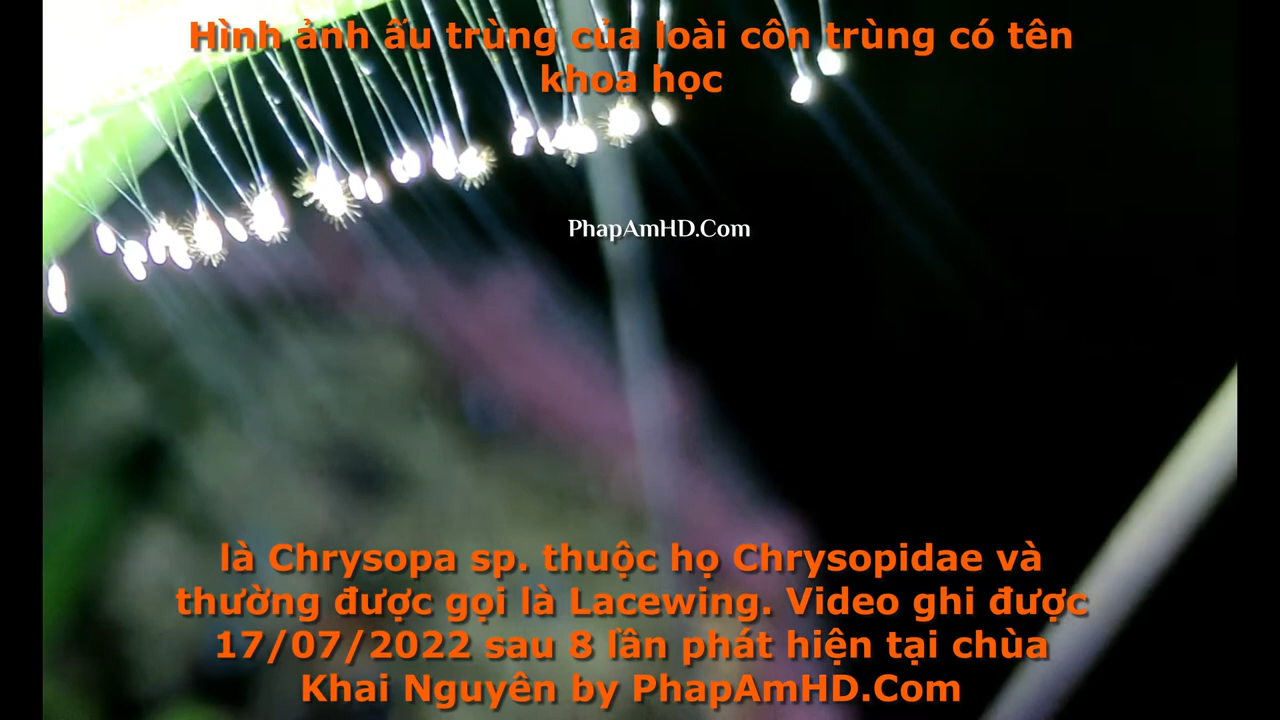 Hình ảnh ấu trùng của loài côn trùng có tên
khoa học
PhapAmHD.Com
là Chrysopa sp. thuộc họ Chrysopidae và
thường được gọi là Lacewing. Video ghi được
17/07/2022 sau 8 lần phát hiện tại chùa
Khai Nguyên by PhapAmHD.Com